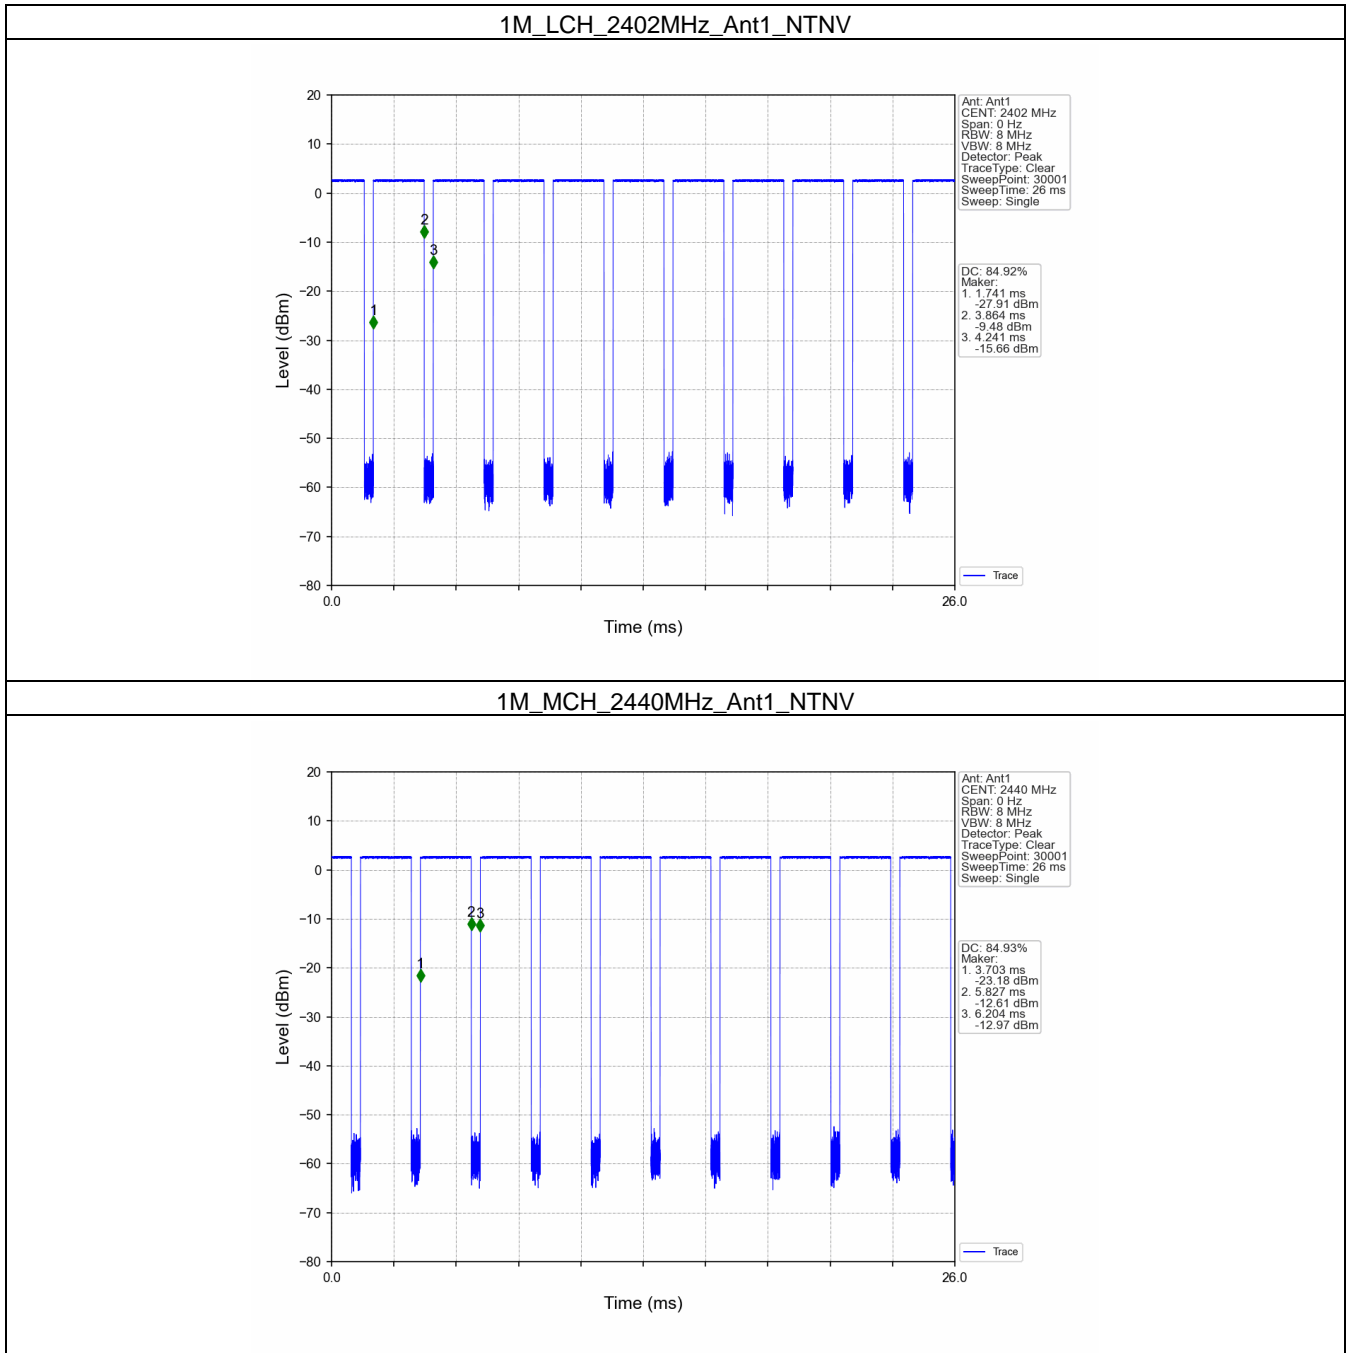 1M_LCH_2402MHz_Ant1_NTNV
20
10
0
−10
−20
−30
−40
−50
−60
−70
−80
Level (dBm)
0.0
26.0
Time (ms)
1
2
3
Ant: Ant1
CENT: 2402 MHz
Span: 0 Hz
RBW: 8 MHz
VBW: 8 MHz
Detector: Peak
TraceType: Clear
SweepPoint: 30001
SweepTime: 26 ms
Sweep: Single
DC: 84.92%
Maker:
1. 1.741 ms
-27.91 dBm
2. 3.864 ms
-9.48 dBm
3. 4.241 ms
-15.66 dBm
Trace
1M_MCH_2440MHz_Ant1_NTNV
20
10
0
−10
−20
−30
−40
−50
−60
−70
−80
Level (dBm)
0.0
26.0
Time (ms)
1
2
3
Ant: Ant1
CENT: 2440 MHz
Span: 0 Hz
RBW: 8 MHz
VBW: 8 MHz
Detector: Peak
TraceType: Clear
SweepPoint: 30001
SweepTime: 26 ms
Sweep: Single
DC: 84.93%
Maker:
1. 3.703 ms
-23.18 dBm
2. 5.827 ms
-12.61 dBm
3. 6.204 ms
-12.97 dBm
Trace